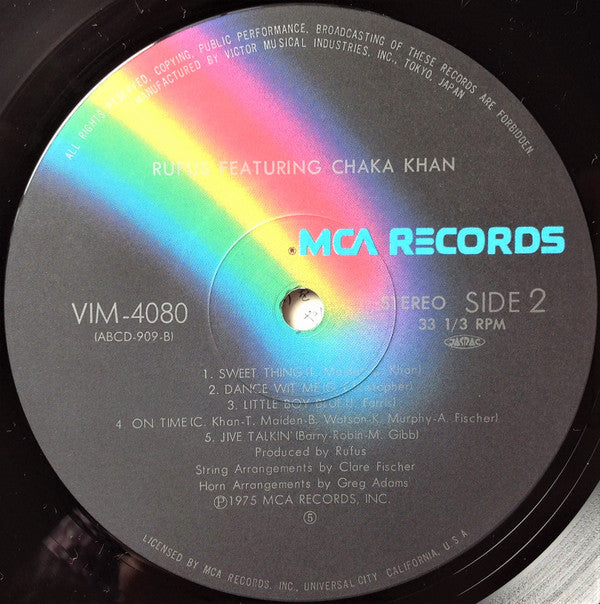 ALL RIGHTS RESERVED. COPYING, PUBLIC PERFORMANCE, BROADCASTING OF THESE RECORDS ARE FORBIDDEN
MANUFACTURED BY VICTOR MUSICAL INDUSTRIES, INC., TOKYO, JAPAN
RUFUS FEATURING CHAKA KHAN
® MCA RECORDS
VIM-4080
(ABCD-909-B)
STEREO SIDE 2
33 1/3 RPM
JASRAC
1. SWEET THING Khan)
2. DANCE WIT ME
3. LITTLE BOY
4. ON TIME (C. Khan-T. Maiden-B. Watson-K. Murphy-A. Fischer)
5. JIVE TALKIN' (Barry-Robin-M. Gibb)
Produced by Rufus
String Arrangements by Clare Fischer
Horn Arrangements by Greg Adams
Ⓟ1975 MCA RECORDS, INC.
⑤
LICENSED BY MCA RECORDS, INC., UNIVERSAL CITY, CALIFORNIA, U.S.A